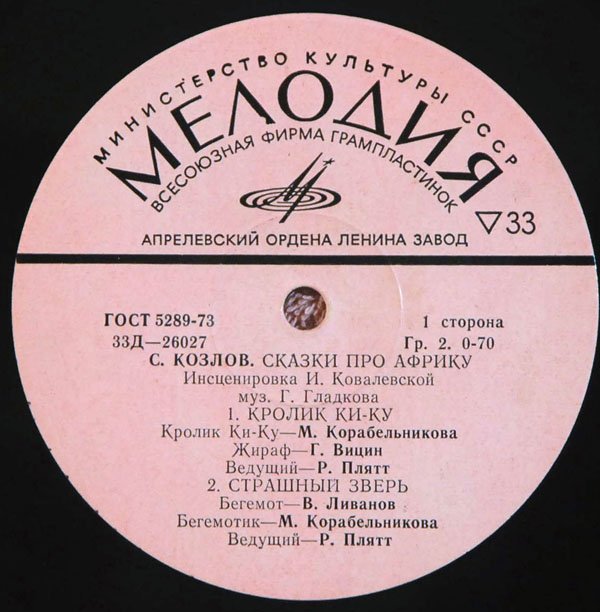 МИНИСТЕРСТВО КУЛЬТУРЫ СССР
МЕЛОДИЯ
ВСЕСОЮЗНАЯ ФИРМА ГРАМПЛАСТИНОК
▽33
АПРЕЛЕВСКИЙ ОРДЕНА ЛЕНИНА ЗАВОД
ГОСТ 5289-73
1 сторона
33Д—26027
Гр. 2. 0-70
С. КОЗЛОВ. СКАЗКИ ПРО АФРИКУ
Инсценировка И. Ковалевской
муз. Г. Гладкова
1. КРОЛИК КИ-КУ
Кролик Ки-Ку—М. Корабельникова
Жираф—Г. Вицин
Ведущий—Р. Плятт
2. СТРАШНЫЙ ЗВЕРЬ
Бегемот—В. Ливанов
Бегемотик—М. Корабельникова
Ведущий—Р. Плятт